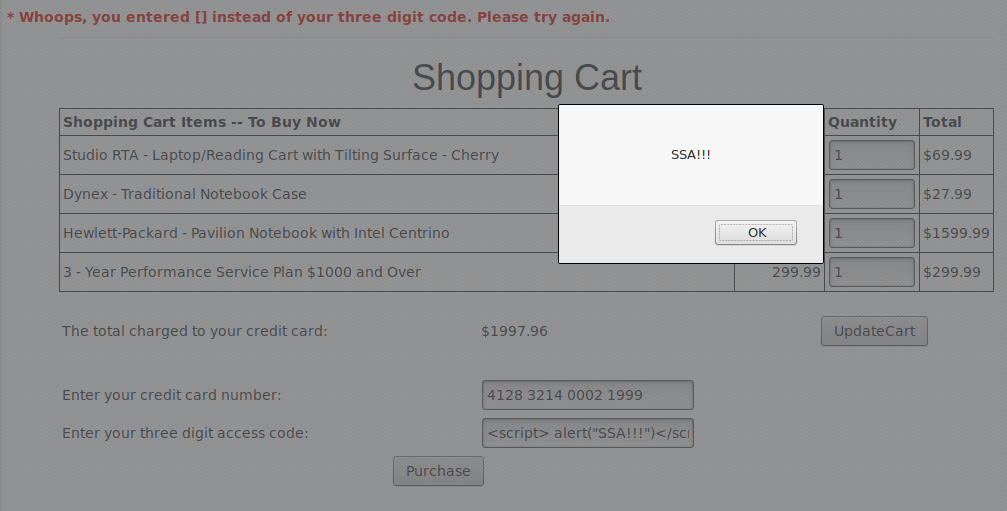 * Whoops, you entered [] instead of your three digit code. Please try again.
Shopping Cart
Shopping Cart Items -- To Buy Now Quantity Total
Studio RTA - Laptop/Reading Cart with Tilting Surface - Cherry 1 $69.99
SSA!!!
Dynex - Traditional Notebook Case 1 $27.99
Hewlett-Packard - Pavilion Notebook with Intel Centrino 1 $1599.99
OK
3 - Year Performance Service Plan $1000 and Over 299.99 1 $299.99
The total charged to your credit card: $1997.96 UpdateCart
Enter your credit card number: 4128 3214 0002 1999
Enter your three digit access code: <script> alert("SSA!!!")</scri
Purchase